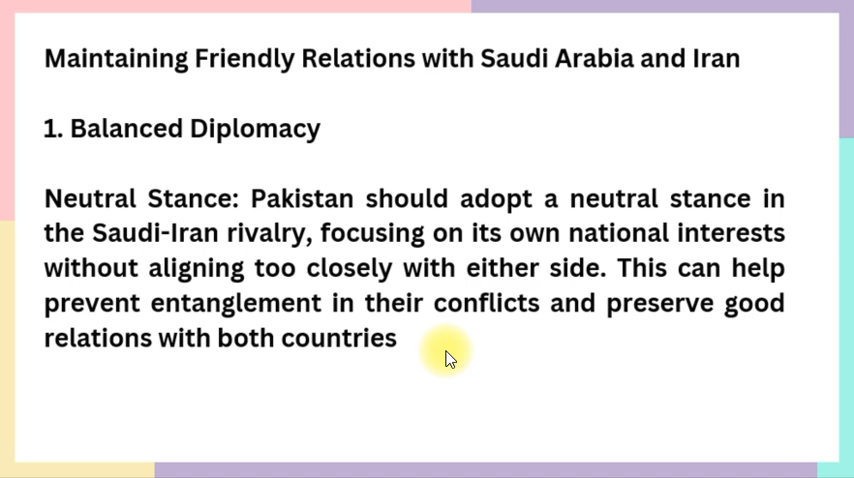 Maintaining Friendly Relations with Saudi Arabia and Iran
1. Balanced Diplomacy
Neutral Stance: Pakistan should adopt a neutral stance in
the Saudi-Iran rivalry, focusing on its own national interests
without aligning too closely with either side. This can help
prevent entanglement in their conflicts and preserve good
relations with both countries